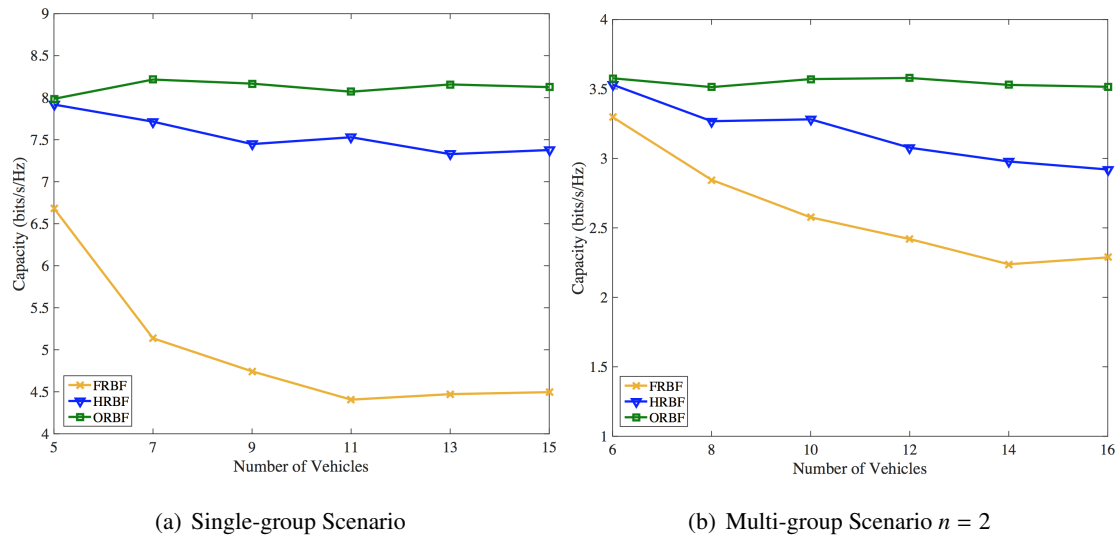 9
8.5
8
7.5
7
6.5
6
5.5
5
4.5
4
Capacity (bits/s/Hz)
FRBF
HRBF
ORBF
5 7 9 11 13 15
Number of Vehicles
(a) Single-group Scenario
4
3.5
3
2.5
2
1.5
1
Capacity (bits/s/Hz)
FRBF
HRBF
ORBF
6 8 10 12 14 16
Number of Vehicles
(b) Multi-group Scenario n = 2